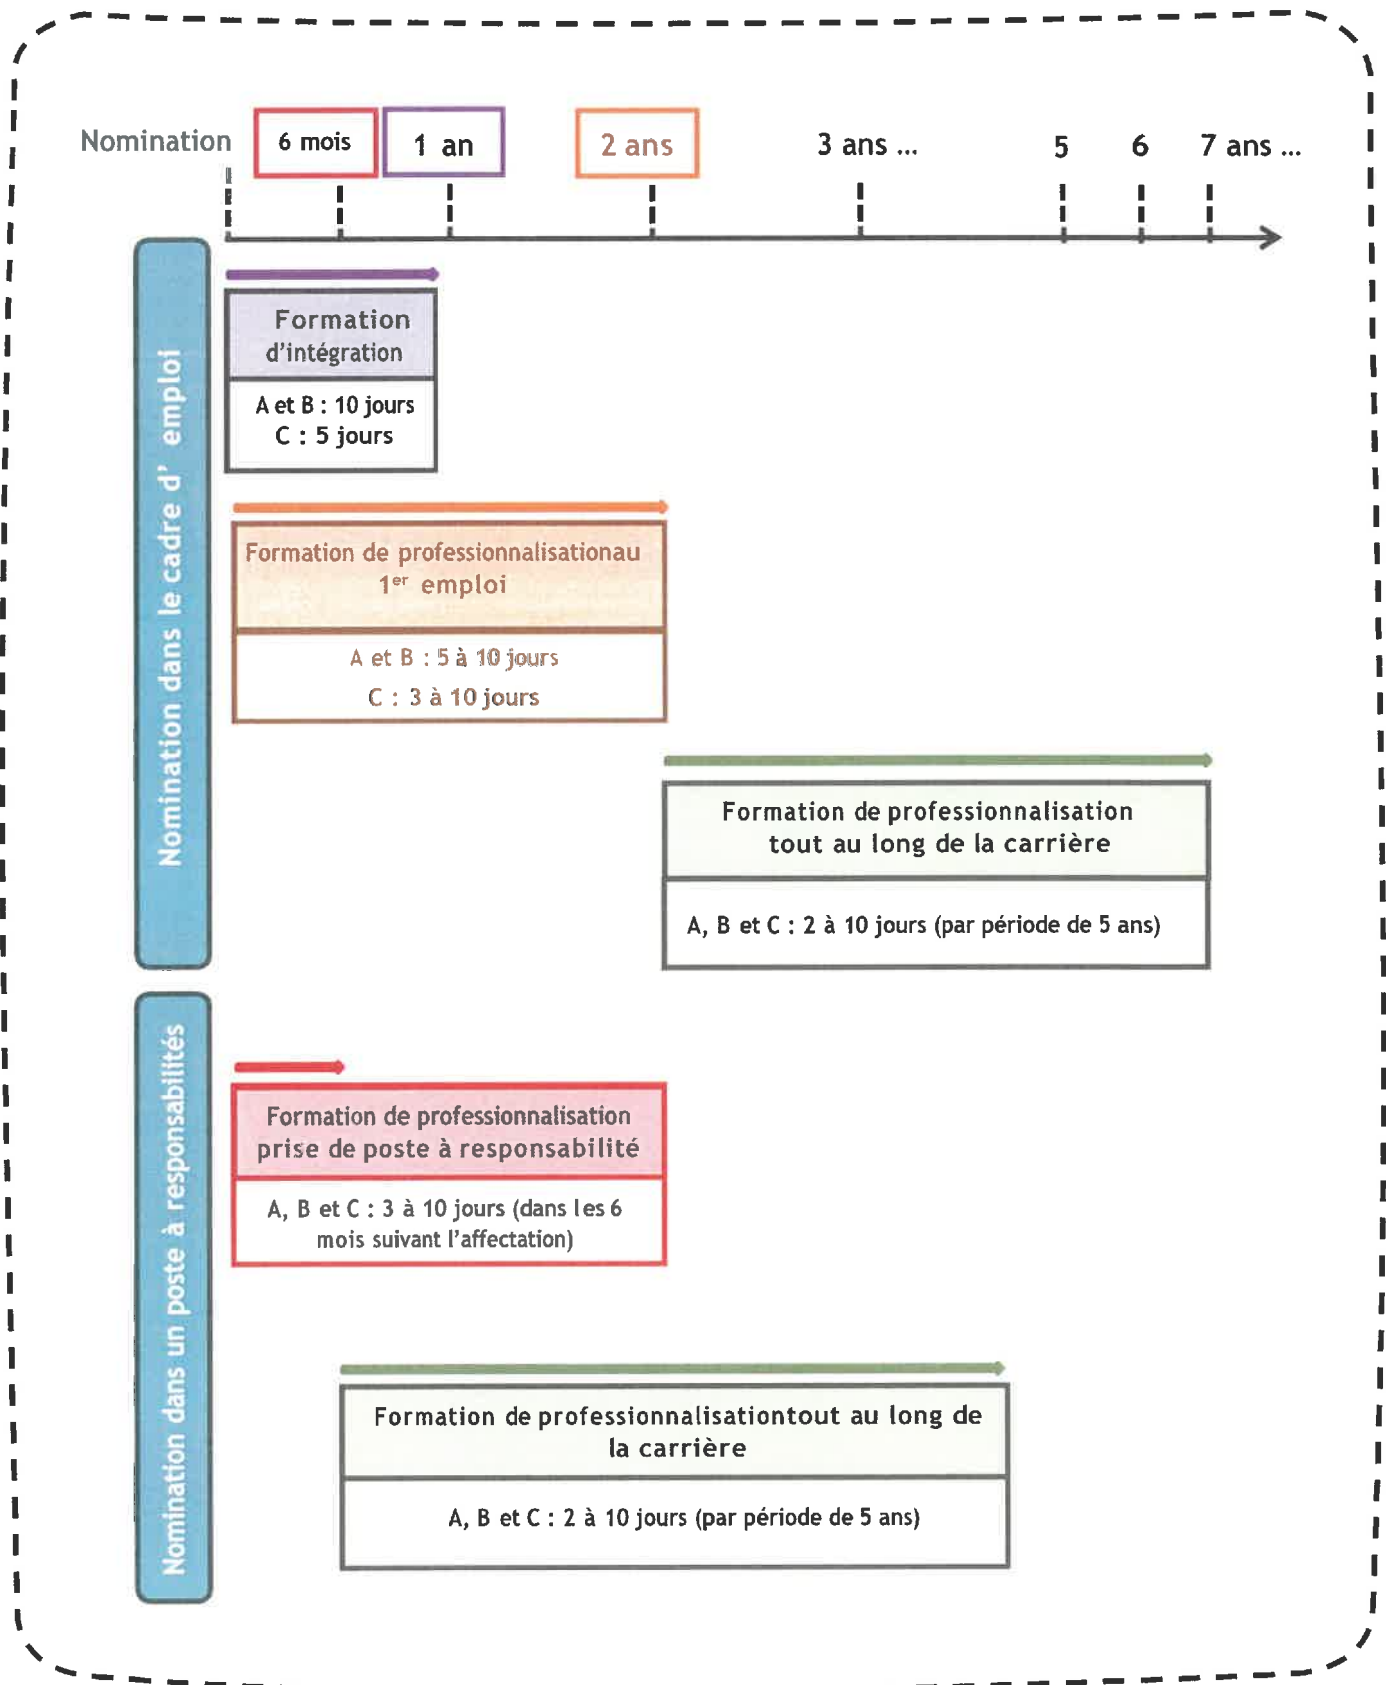 Nomination
6 mois
1 an
2 ans
3 ans ...
5
6
7 ans ...
Nomination dans le cadre d' emploi
Formation
d'intégration
A et B : 10 jours
C : 5 jours
Formation de professionnalisationau
1er emploi
A et B : 5 à 10 jours
C : 3 à 10 jours
Formation de professionnalisation
tout au long de la carrière
A, B et C : 2 à 10 jours (par période de 5 ans)
Nomination dans un poste à responsabilités
Formation de professionnalisation
prise de poste à responsabilité
A, B et C : 3 à 10 jours (dans les 6
mois suivant l'affectation)
Formation de professionnalisationtout au long de
la carrière
A, B et C : 2 à 10 jours (par période de 5 ans)